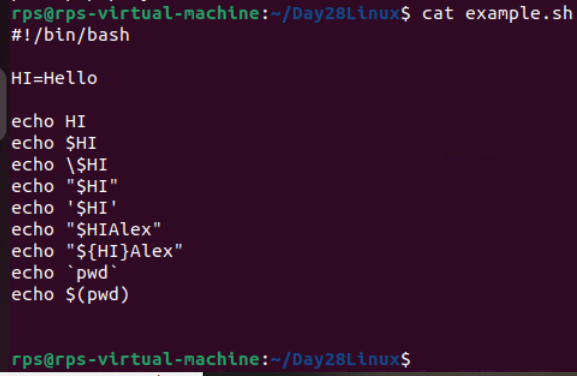 rps@rps-virtual-machine:~/Day28Linux$ cat example.sh
#!/bin/bash
HI=Hello
echo HI
echo $HI
echo \$HI
echo "$HI"
echo '$HI'
echo "$HIAlex"
echo "${HI}Alex"
echo `pwd`
echo $(pwd)
rps@rps-virtual-machine:~/Day28Linux$